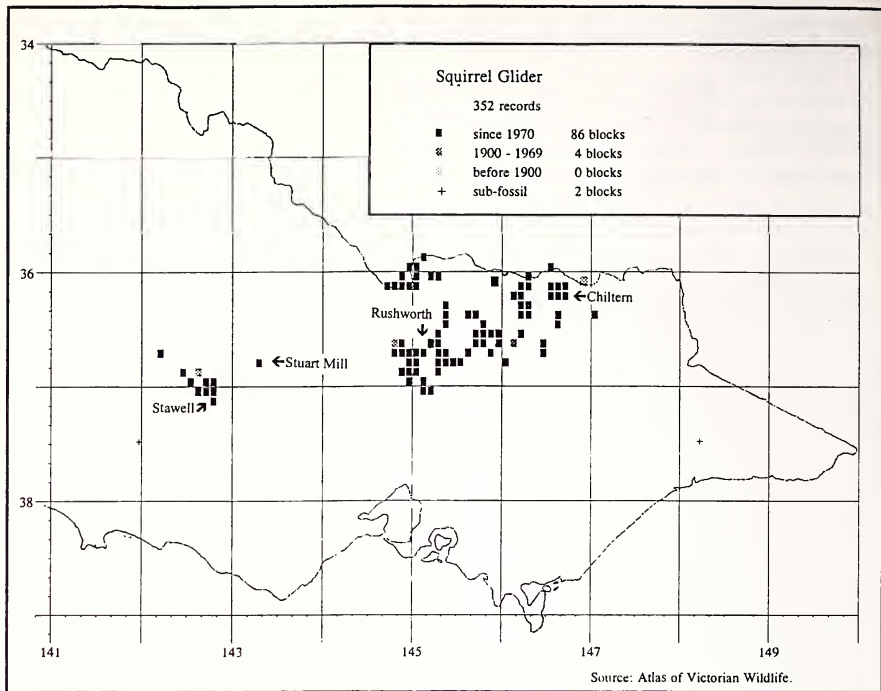 34
Squirrel Glider
352 records
since 1970 86 blocks
1900 - 1969 4 blocks
before 1900 0 blocks
+ sub-fossil 2 blocks
36
←Chiltern
Rushworth
↓
←Stuart Mill
Stawell↗
+ +
38
141 143 145 147 149
Source: Atlas of Victorian Wildlife.